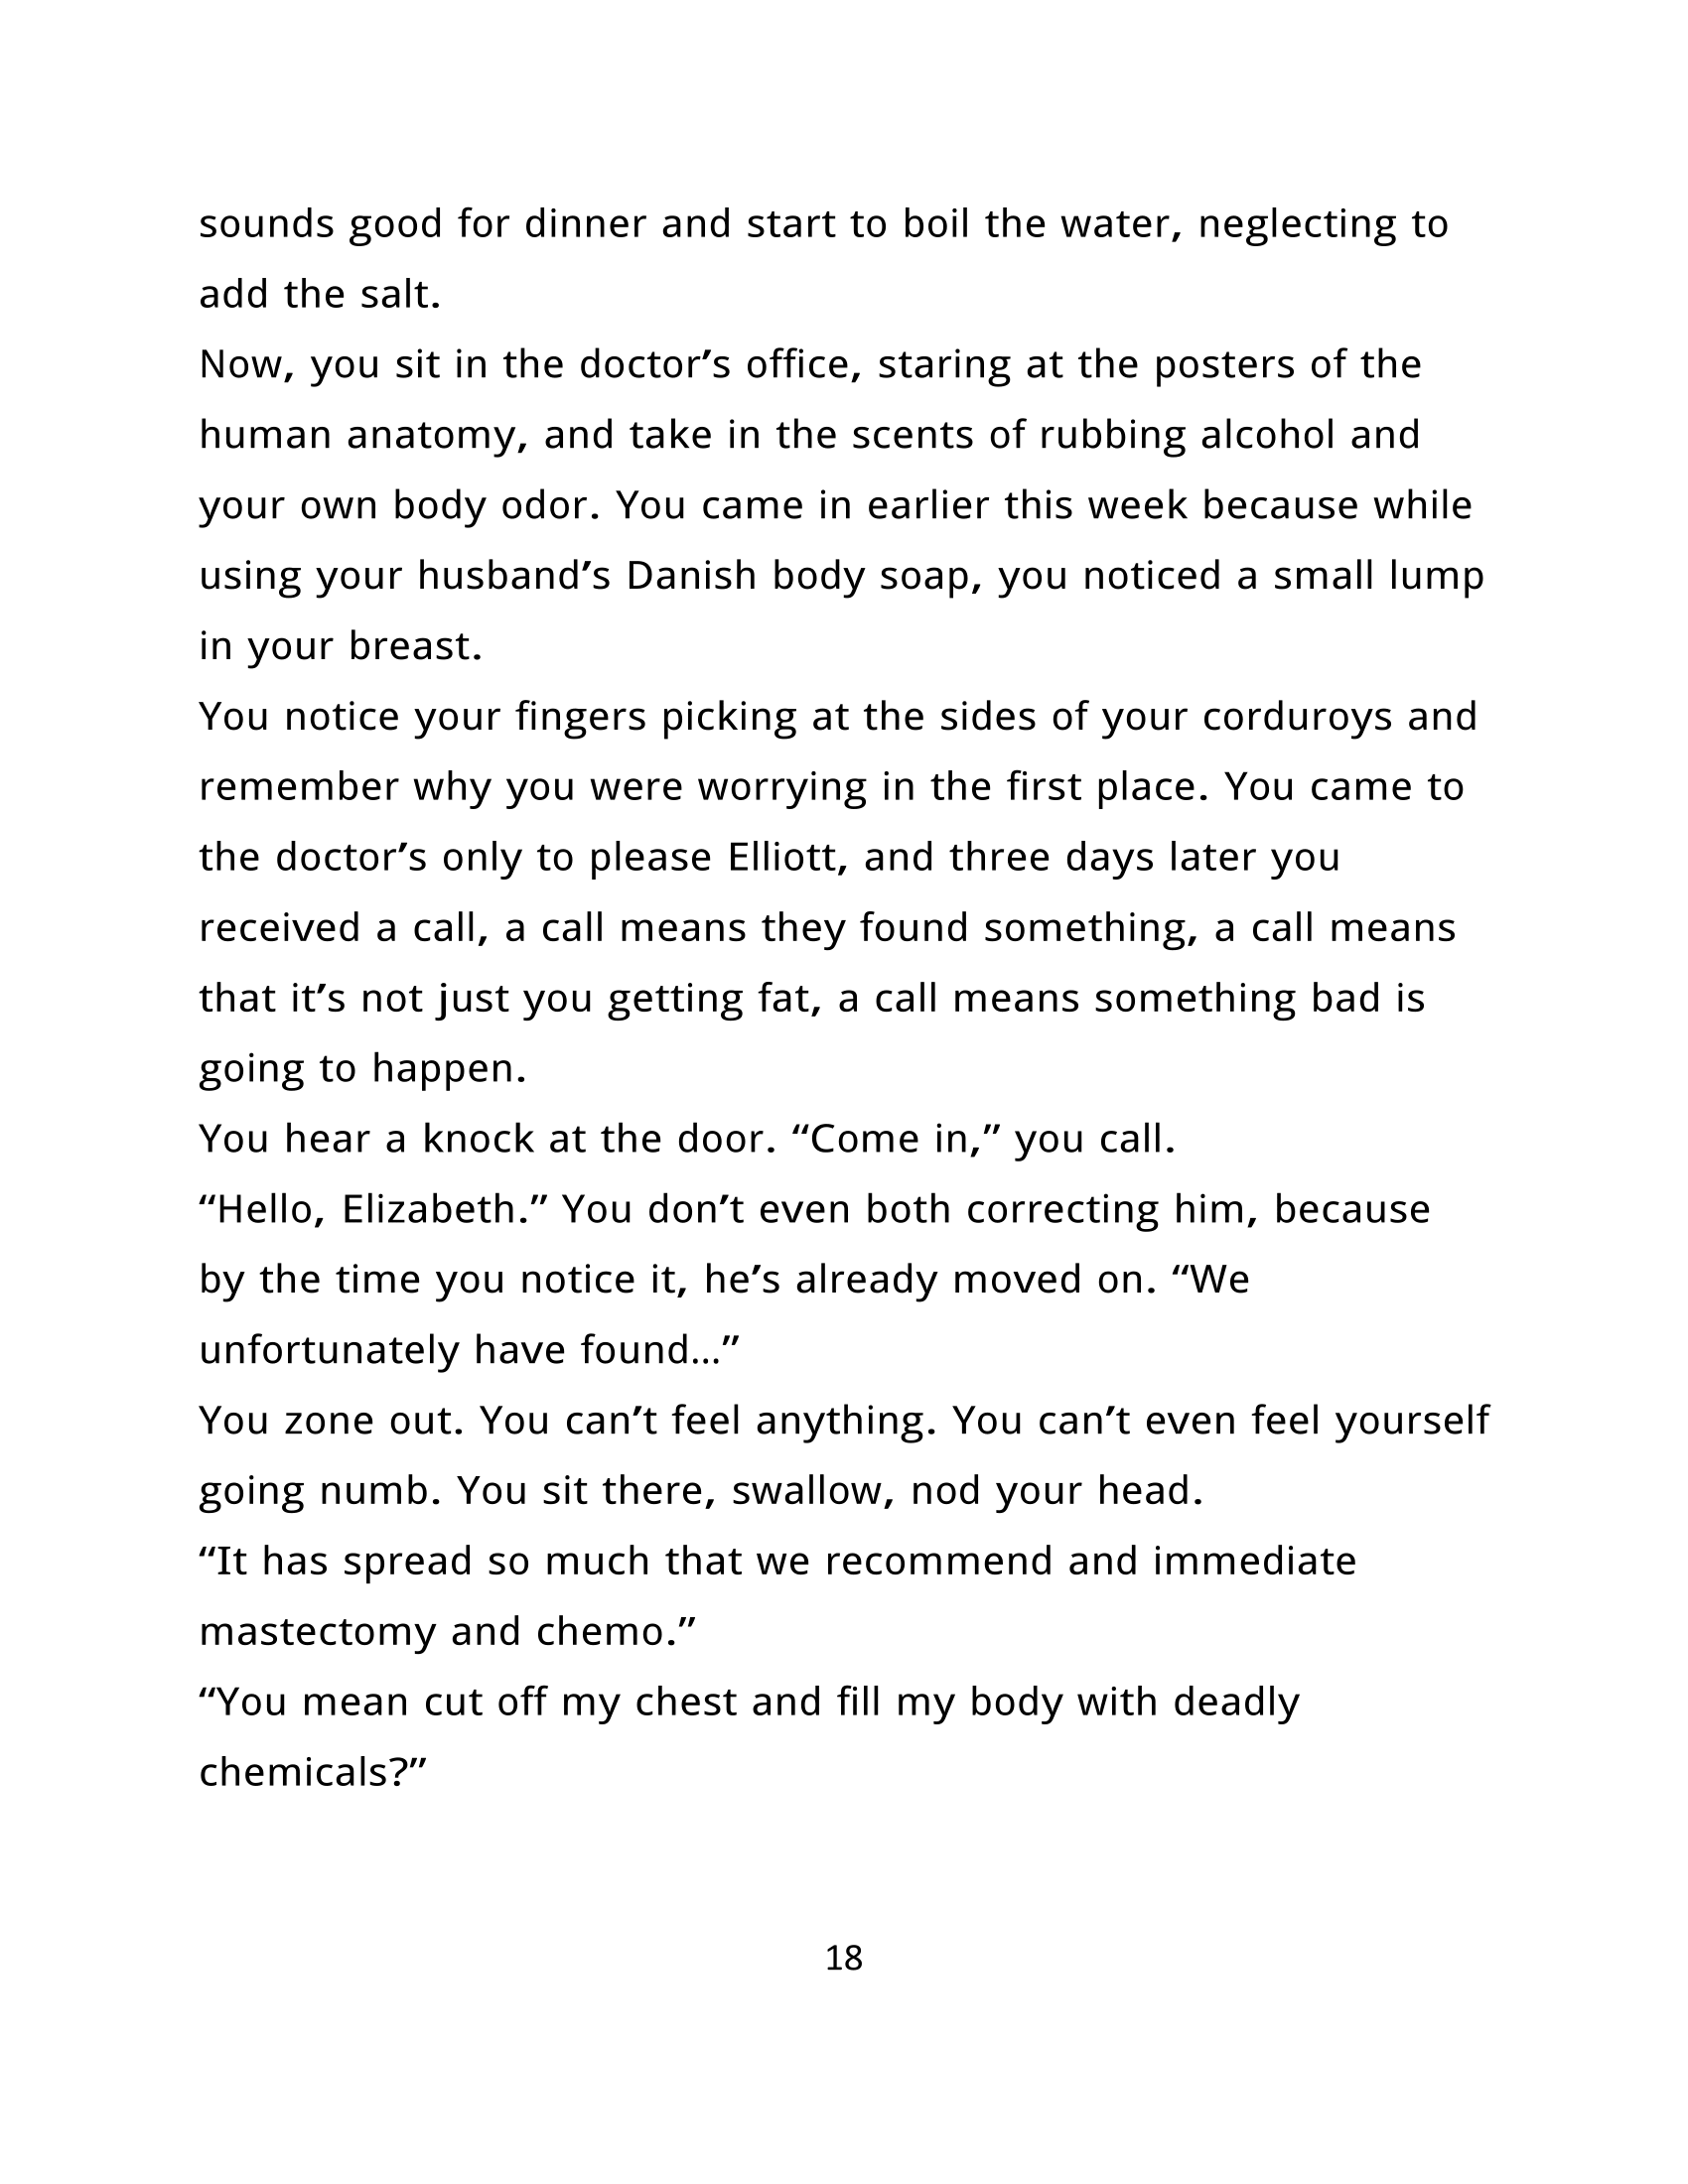 sounds good for dinner and start to boil the water, neglecting to
add the salt.
Now, you sit in the doctor’s office, staring at the posters of the
human anatomy, and take in the scents of rubbing alcohol and
your own body odor. You came in earlier this week because while
using your husband’s Danish body soap, you noticed a small lump
in your breast.
You notice your fingers picking at the sides of your corduroys and
remember why you were worrying in the first place. You came to
the doctor’s only to please Elliott, and three days later you
received a call, a call means they found something, a call means
that it’s not just you getting fat, a call means something bad is
going to happen.
You hear a knock at the door. “Come in,” you call.
“Hello, Elizabeth.” You don’t even both correcting him, because
by the time you notice it, he’s already moved on. “We
unfortunately have found…”
You zone out. You can’t feel anything. You can’t even feel yourself
going numb. You sit there, swallow, nod your head.
“It has spread so much that we recommend and immediate
mastectomy and chemo.”
“You mean cut off my chest and fill my body with deadly
chemicals?”
18